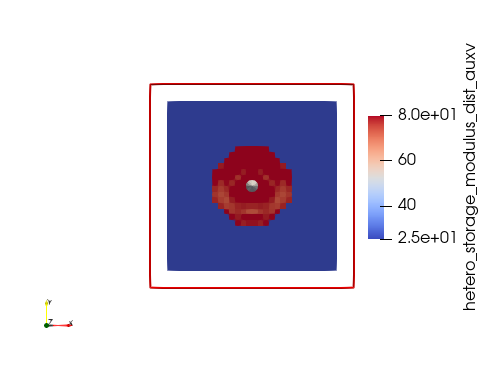 8.0e+01
60
40
2.5e+01
hetero_storage_modulus_dist_auxv
Y
Z
X